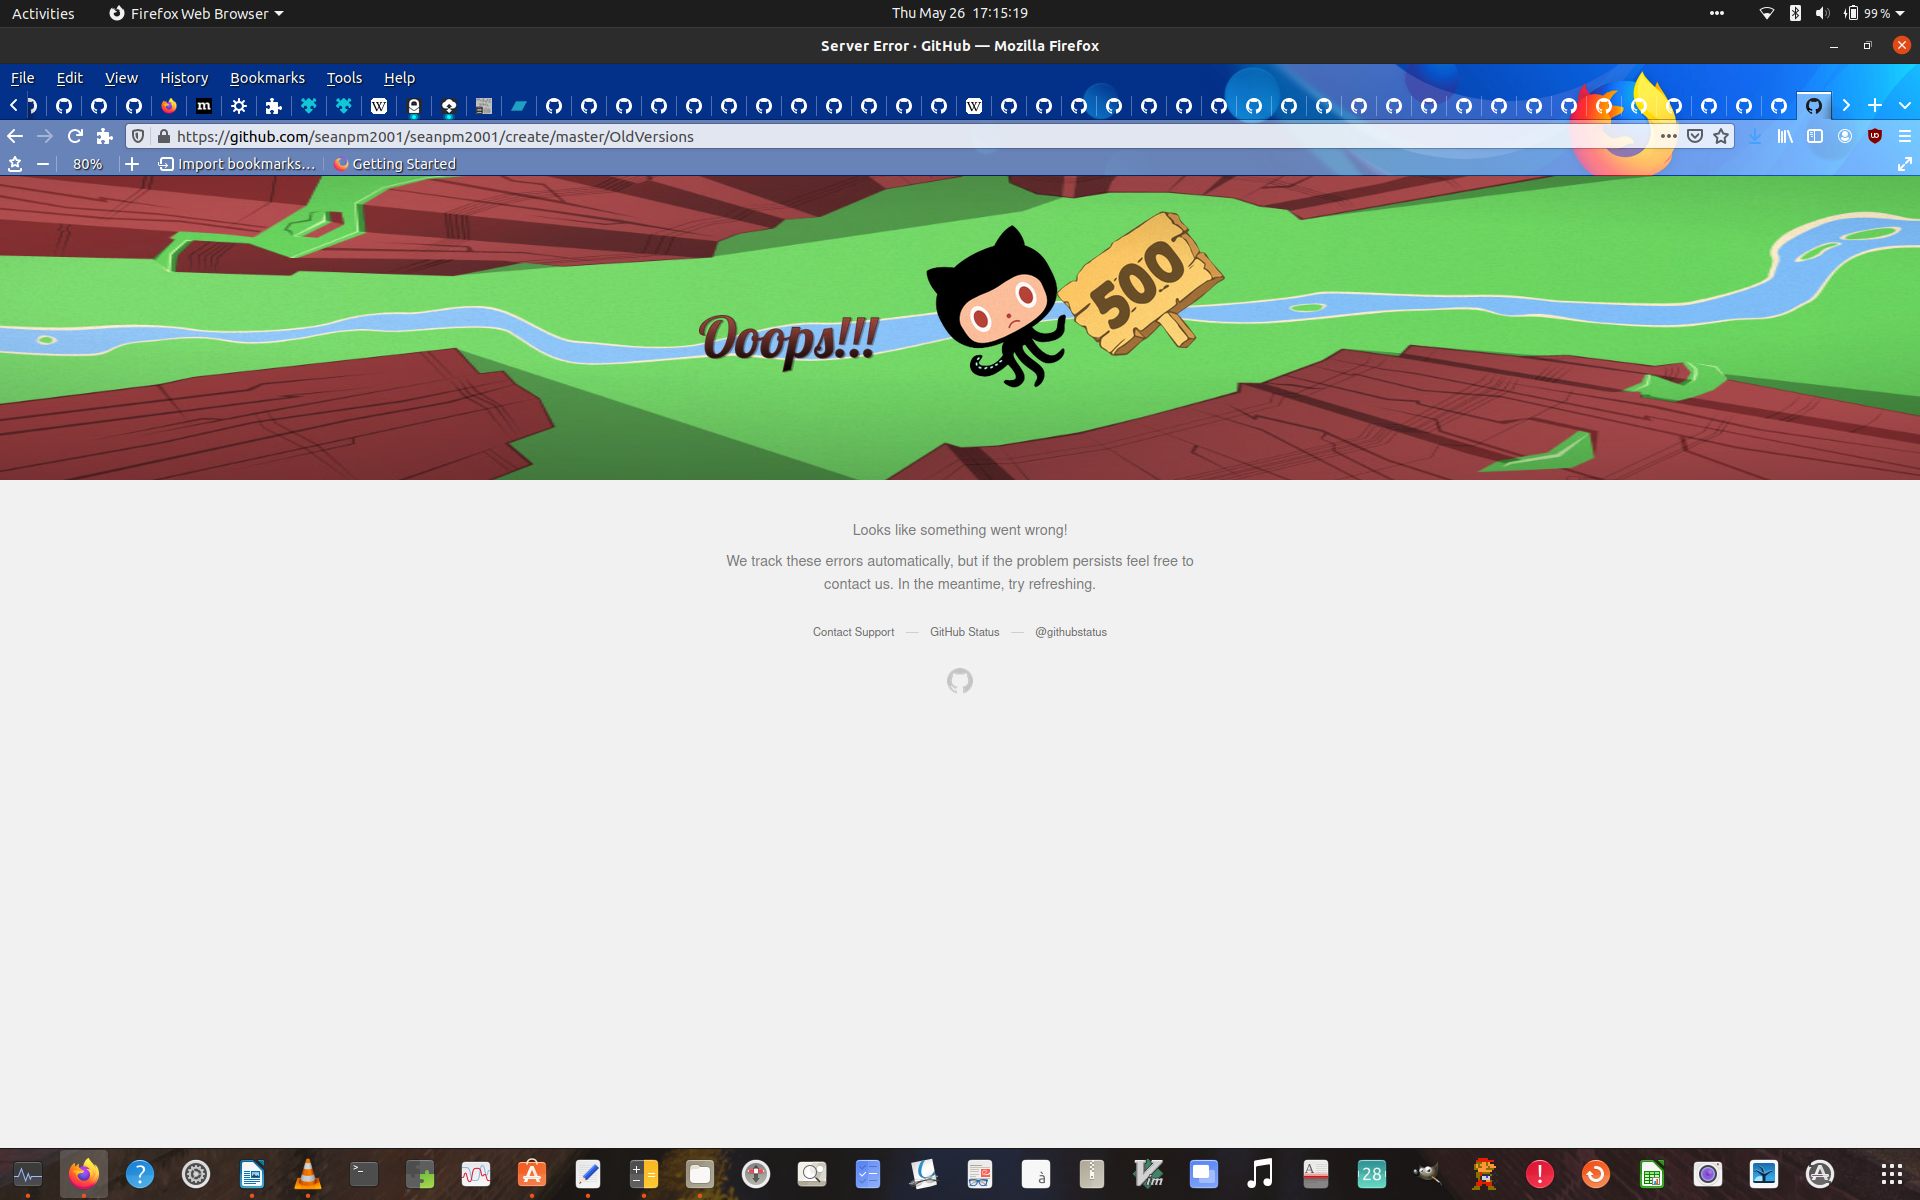 Activities
Firefox Web Browser
Thu May 26 17:15:19
99 %
Server Error · GitHub — Mozilla Firefox
File Edit View History Bookmarks Tools Help
https://github.com/seanpm2001/seanpm2001/create/master/OldVersions
80%
Import bookmarks...
Getting Started
Ooops!!!
500
Looks like something went wrong!
We track these errors automatically, but if the problem persists feel free to
contact us. In the meantime, try refreshing.
Contact Support — GitHub Status — @githubstatus
28